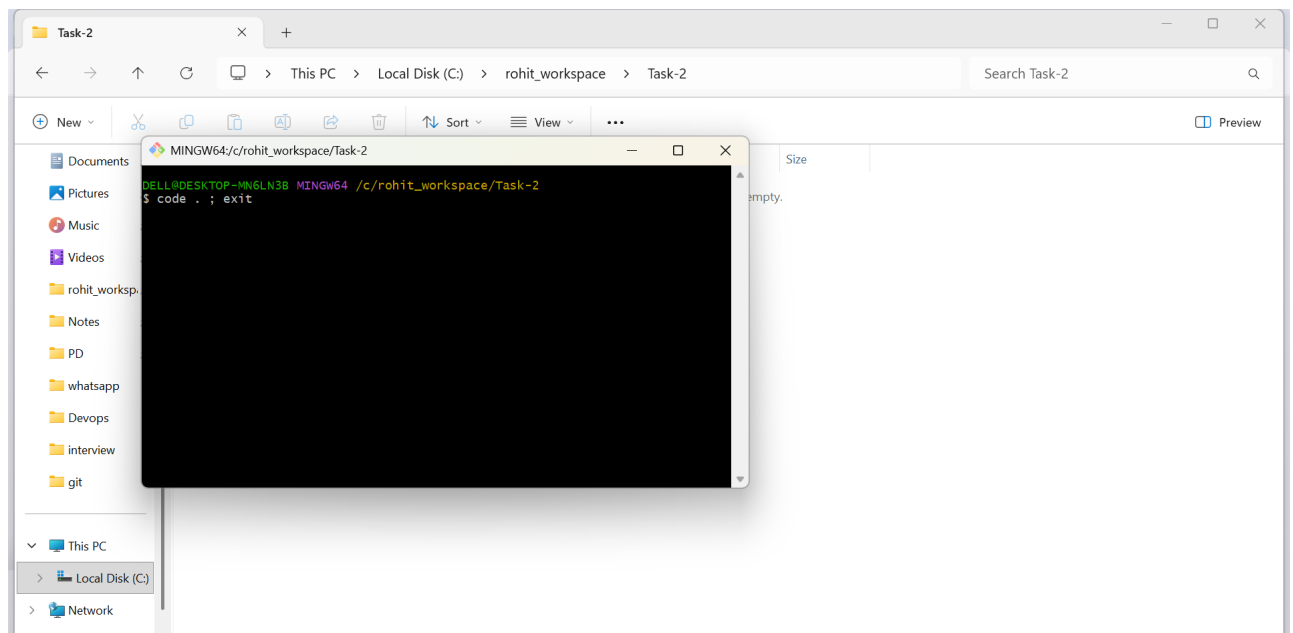 Task-2
This PC > Local Disk (C:) > rohit_workspace > Task-2
Search Task-2
New
Sort
View
Preview
Documents
Pictures
Music
Videos
rohit_worksp
Notes
PD
whatsapp
Devops
interview
git
This PC
Local Disk (C:)
Network
MINGW64:/c/rohit_workspace/Task-2
DELL@DESKTOP-MN6LN3B MINGW64 /c/rohit_workspace/Task-2
$ code . ; exit
Size
empty.